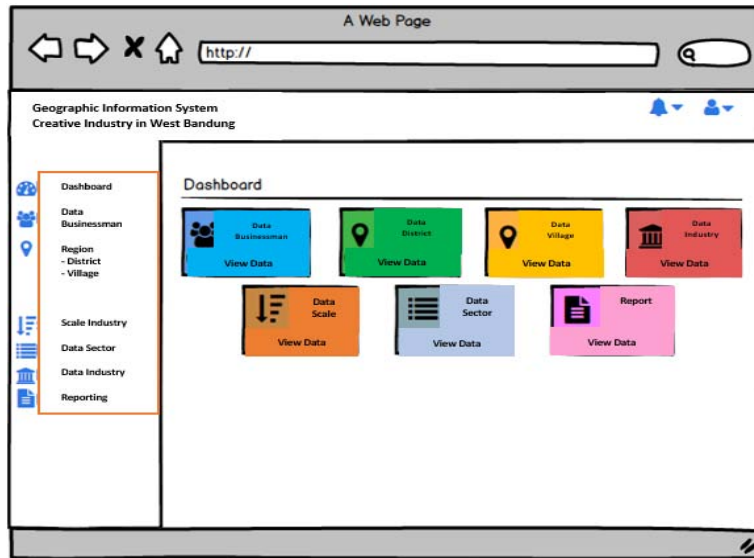 A Web Page
http://
Geographic Information System
Creative Industry in West Bandung
Dashboard
Data
Businessman
Region
- District
- Village
Scale Industry
Data Sector
Data Industry
Reporting
Dashboard
Data
Businessman
View Data
Data
District
View Data
Data
Village
View Data
Data
Industry
View Data
Data
Scale
View Data
Data
Sector
View Data
Report
View Data